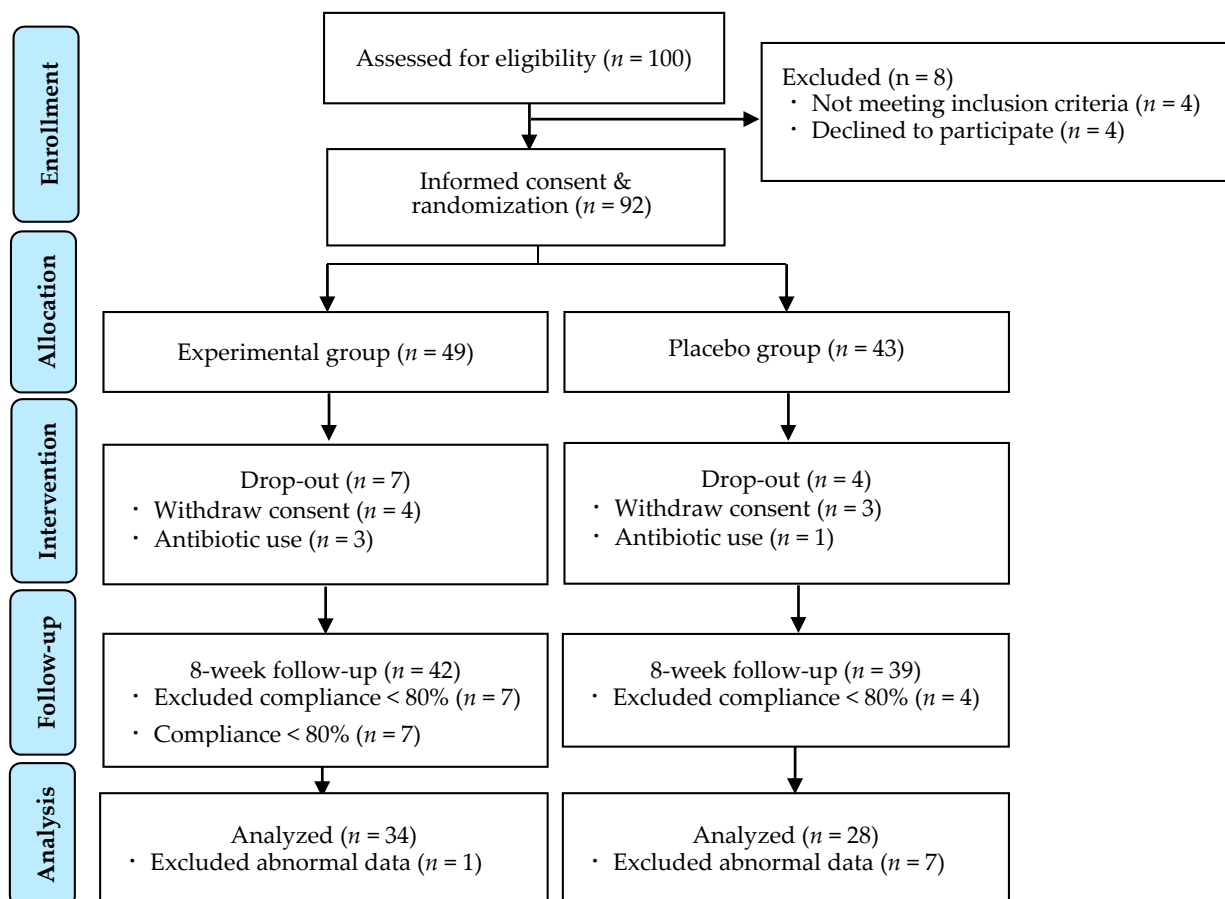 Enrollment
Assessed for eligibility (n = 100)
Excluded (n = 8)
· Not meeting inclusion criteria (n = 4)
· Declined to participate (n = 4)
Informed consent &
randomization (n = 92)
Allocation
Experimental group (n = 49)
Placebo group (n = 43)
Intervention
Drop-out (n = 7)
· Withdraw consent (n = 4)
· Antibiotic use (n = 3)
Drop-out (n = 4)
· Withdraw consent (n = 3)
· Antibiotic use (n = 1)
Follow-up
8-week follow-up (n = 42)
· Excluded compliance < 80% (n = 7)
· Compliance < 80% (n = 7)
8-week follow-up (n = 39)
· Excluded compliance < 80% (n = 4)
Analysis
Analyzed (n = 34)
· Excluded abnormal data (n = 1)
Analyzed (n = 28)
· Excluded abnormal data (n = 7)